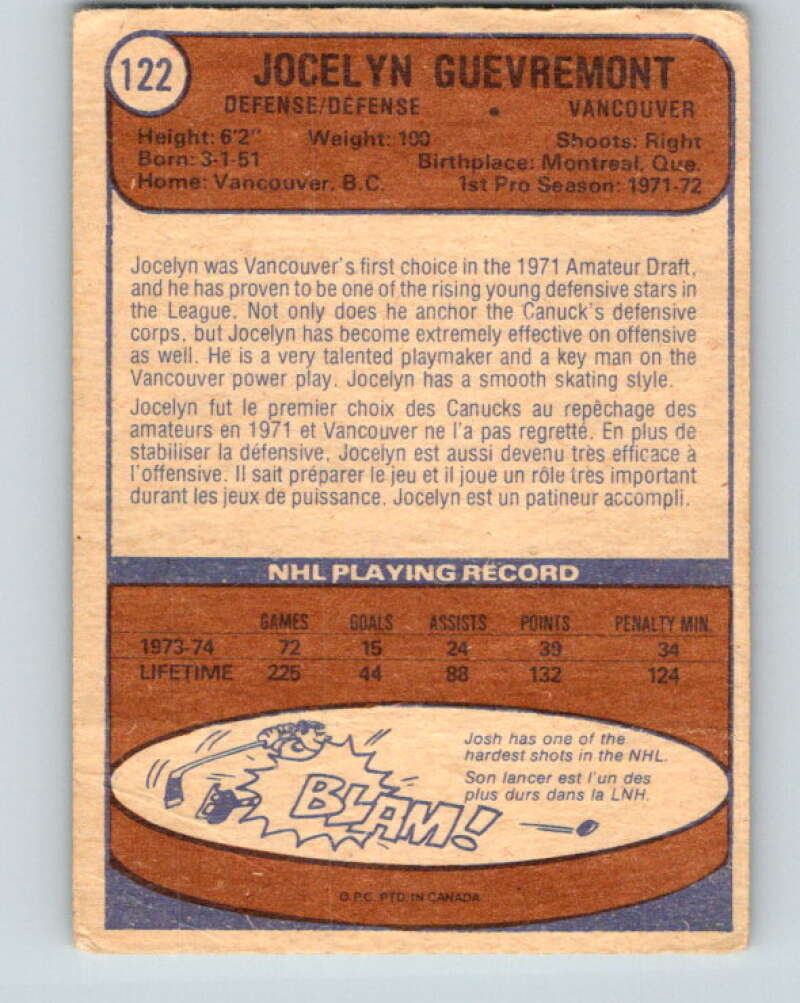 122
JOCELYN GUEVREMONT
DEFENSE/DÉFENSE • VANCOUVER
Height: 6'2" Weight: 190 Shoots: Right
Born: 3-1-51 Birthplace: Montreal, Que.
Home: Vancouver, B.C. 1st Pro Season: 1971-72
Jocelyn was Vancouver's first choice in the 1971 Amateur Draft,
and he has proven to be one of the rising young defensive stars in
the League. Not only does he anchor the Canuck's defensive
corps, but Jocelyn has become extremely effective on offensive
as well. He is a very talented playmaker and a key man on the
Vancouver power play. Jocelyn has a smooth skating style.
Jocelyn fut le premier choix des Canucks au repêchage des
amateurs en 1971 et Vancouver ne l'a pas regretté. En plus de
stabiliser la défensive, Jocelyn est aussi devenu très efficace à
l'offensive. Il sait préparer le jeu et il joue un rôle très important
durant les jeux de puissance. Jocelyn est un patineur accompli.
NHL PLAYING RECORD
GAMES GOALS ASSISTS POINTS PENALTY MIN.
1973-74 72 15 24 39 34
LIFETIME 225 44 88 132 124
Josh has one of the
hardest shots in the NHL.
Son lancer est l'un des
plus durs dans la LNH.
BLAM!
O.P.C. PTD. IN CANADA